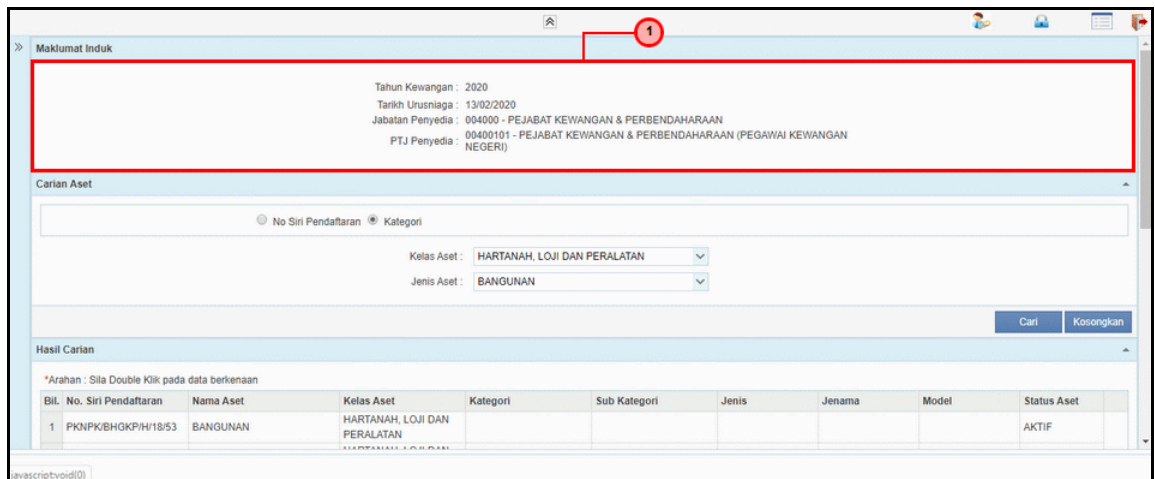 1
Maklumat Induk
Tahun Kewangan : 2020
Tarikh Urusniaga : 13/02/2020
Jabatan Penyedia : 004000 - PEJABAT KEWANGAN & PERBENDAHARAAN
PTJ Penyedia : 00400101 - PEJABAT KEWANGAN & PERBENDAHARAAN (PEGAWAI KEWANGAN
NEGERI)
Carian Aset
No Siri Pendaftaran Kategori
Kelas Aset : HARTANAH, LOJI DAN PERALATAN
Jenis Aset : BANGUNAN
Cari Kosongkan
Hasil Carian
*Arahan : Sila Double Klik pada data berkenaan
Bil. No. Siri Pendaftaran Nama Aset Kelas Aset Kategori Sub Kategori Jenis Jenama Model Status Aset
1 PKNPK/BHGKP/H/18/53 BANGUNAN HARTANAH, LOJI DAN
PERALATAN AKTIF
HARTANAH, LOJI DAN
javascript:void(0)